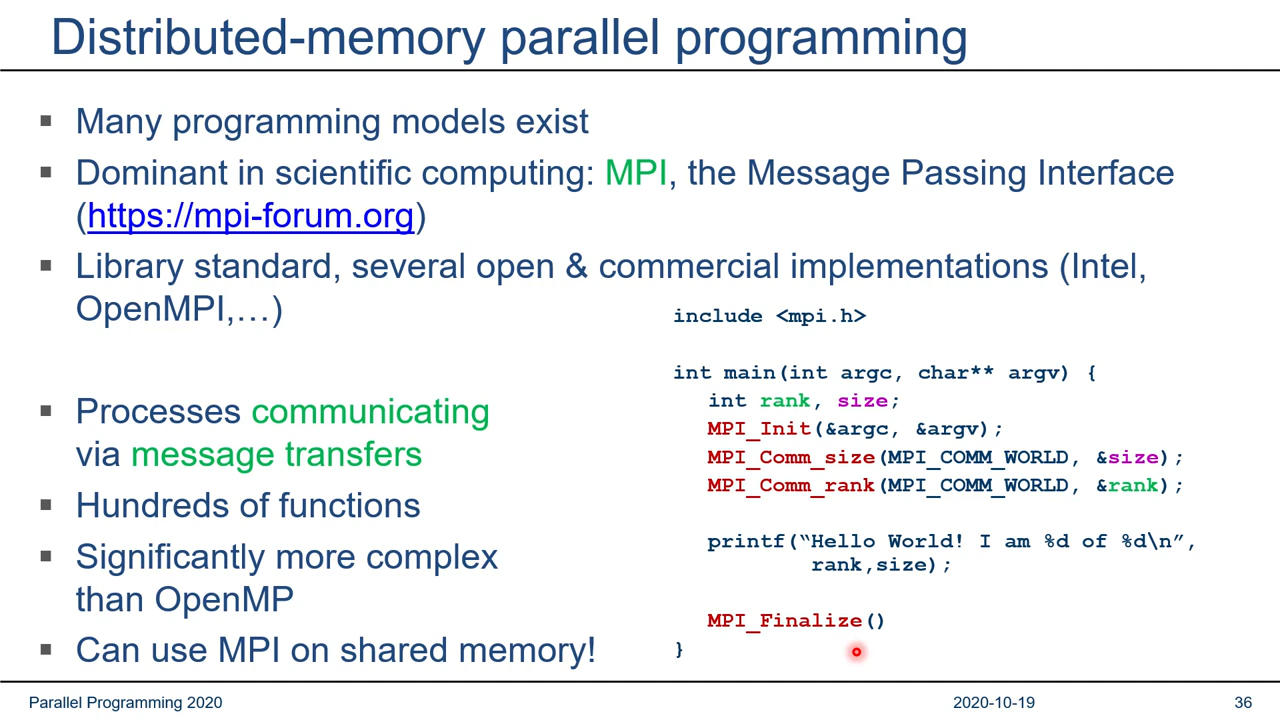 Distributed-memory parallel programming
▪ Many programming models exist
▪ Dominant in scientific computing: MPI, the Message Passing Interface
(https://mpi-forum.org)
▪ Library standard, several open & commercial implementations (Intel,
OpenMPI,…)
▪ Processes communicating
via message transfers
▪ Hundreds of functions
▪ Significantly more complex
than OpenMP
▪ Can use MPI on shared memory!
include <mpi.h>
int main(int argc, char** argv) {
int rank, size;
MPI_Init(&argc, &argv);
MPI_Comm_size(MPI_COMM_WORLD, &size);
MPI_Comm_rank(MPI_COMM_WORLD, &rank);
printf(“Hello World! I am %d of %d\n”,
rank,size);
MPI_Finalize()
}
Parallel Programming 2020
2020-10-19
36